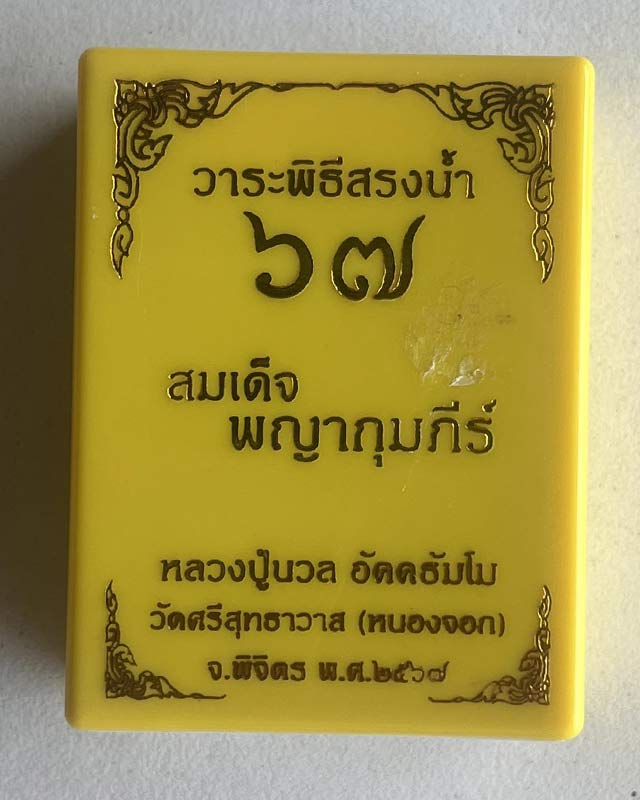 วาระพิธีสรงน้ำ
๖๗
สมเด็จ
พญากุมภีร์
หลวงปู่นวล อัคคธัมโม
วัดศรีสุทธาวาส (หนองจอก)
จ.พิจิตร พ.ศ.๒๕๖๗